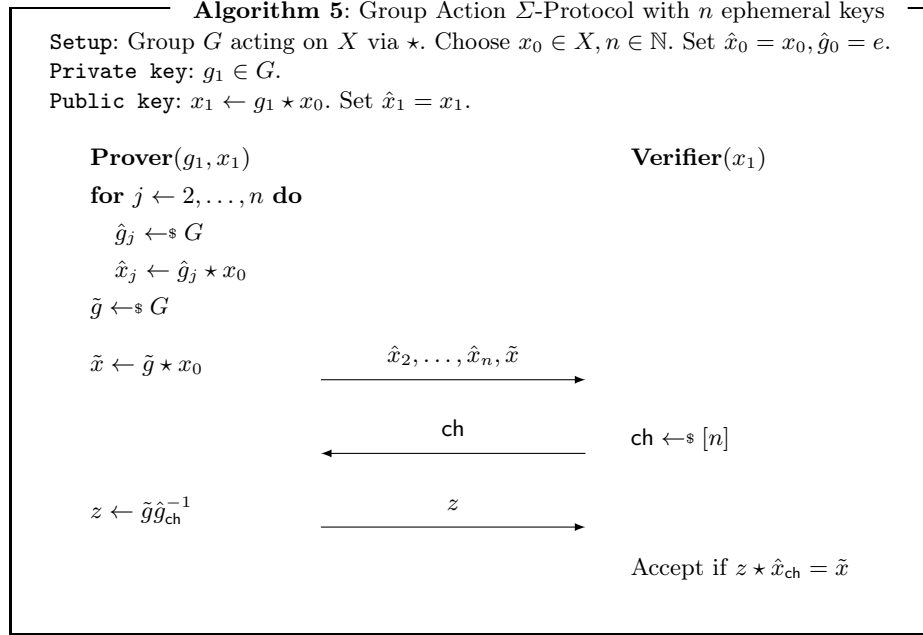 Algorithm 5: Group Action Σ-Protocol with n ephemeral keys
Setup: Group G acting on X via ⋆. Choose x₀ ∈ X, n ∈ ℕ. Set x̂₀ = x₀, ĝ₀ = e.
Private key: g₁ ∈ G.
Public key: x₁ ← g₁ ⋆ x₀. Set x̂₁ = x₁.
Prover(g₁, x₁) Verifier(x₁)
for j ← 2, . . . , n do
ĝⱼ ←$ G
x̂ⱼ ← ĝⱼ ⋆ x₀
g̃ ←$ G
x̃ ← g̃ ⋆ x₀ x̂₂, . . . , x̂ₙ, x̃
ch ch ←$ [n]
z ← g̃ĝ_ch⁻¹ z
Accept if z ⋆ x̂_ch = x̃